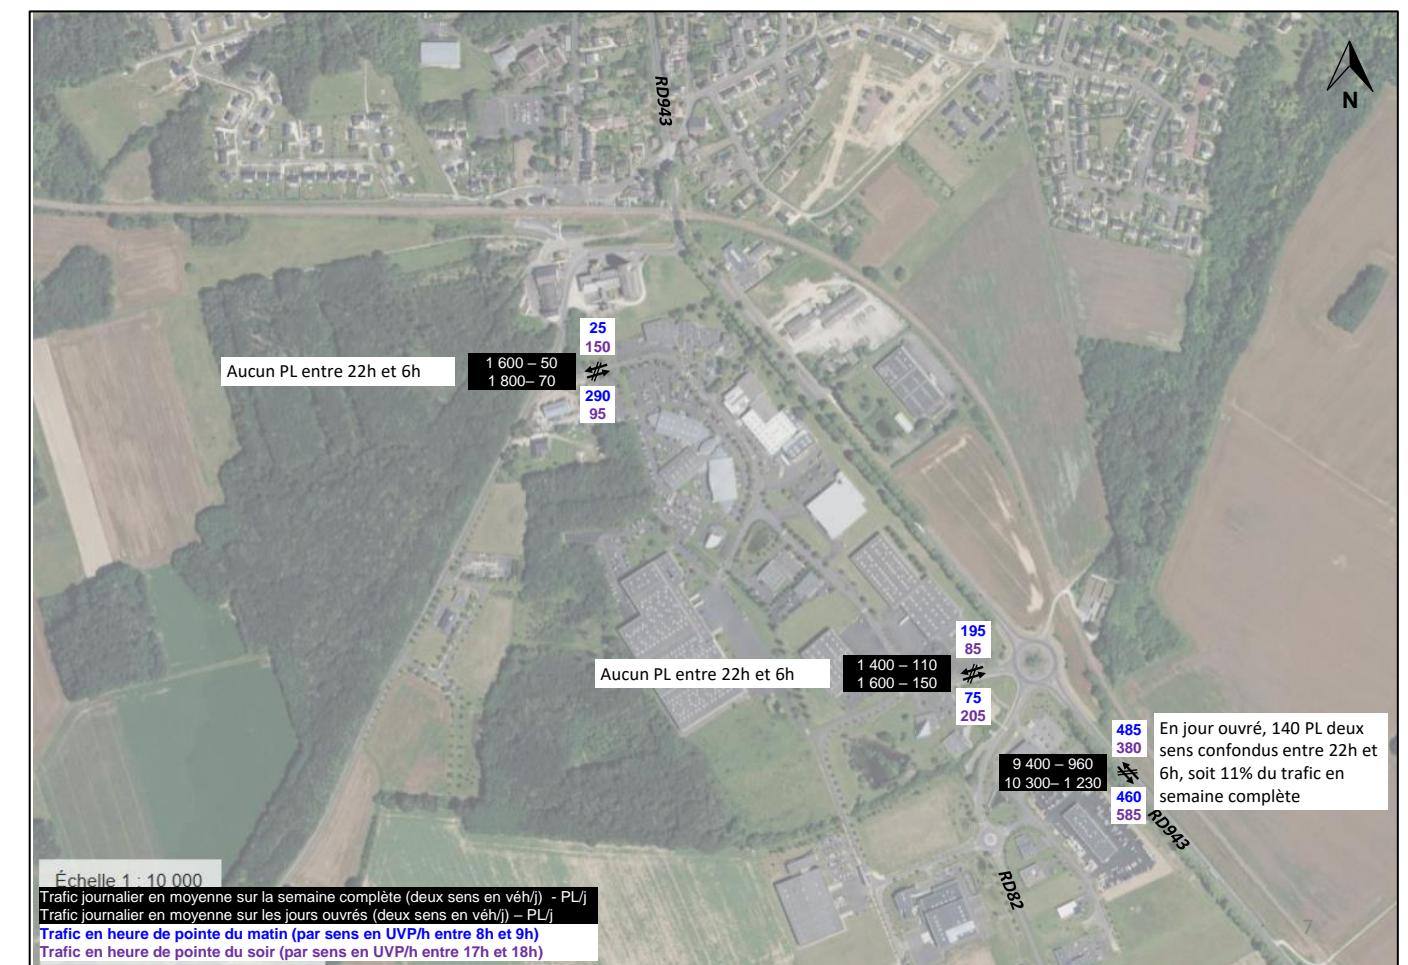 RD943
N
25
150
Aucun PL entre 22h et 6h
1 600 – 50
1 800– 70
290
95
195
85
Aucun PL entre 22h et 6h
1 400 – 110
1 600 – 150
75
205
485
380
En jour ouvré, 140 PL deux
sens confondus entre 22h et
6h, soit 11% du trafic en
semaine complète
9 400 – 960
10 300– 1 230
460
585
RD943
RD82
Échelle 1 : 10 000
Trafic journalier en moyenne sur la semaine complète (deux sens en véh/j) - PL/j
Trafic journalier en moyenne sur les jours ouvrés (deux sens en véh/j) – PL/j
Trafic en heure de pointe du matin (par sens en UVP/h entre 8h et 9h)
Trafic en heure de pointe du soir (par sens en UVP/h entre 17h et 18h)
7